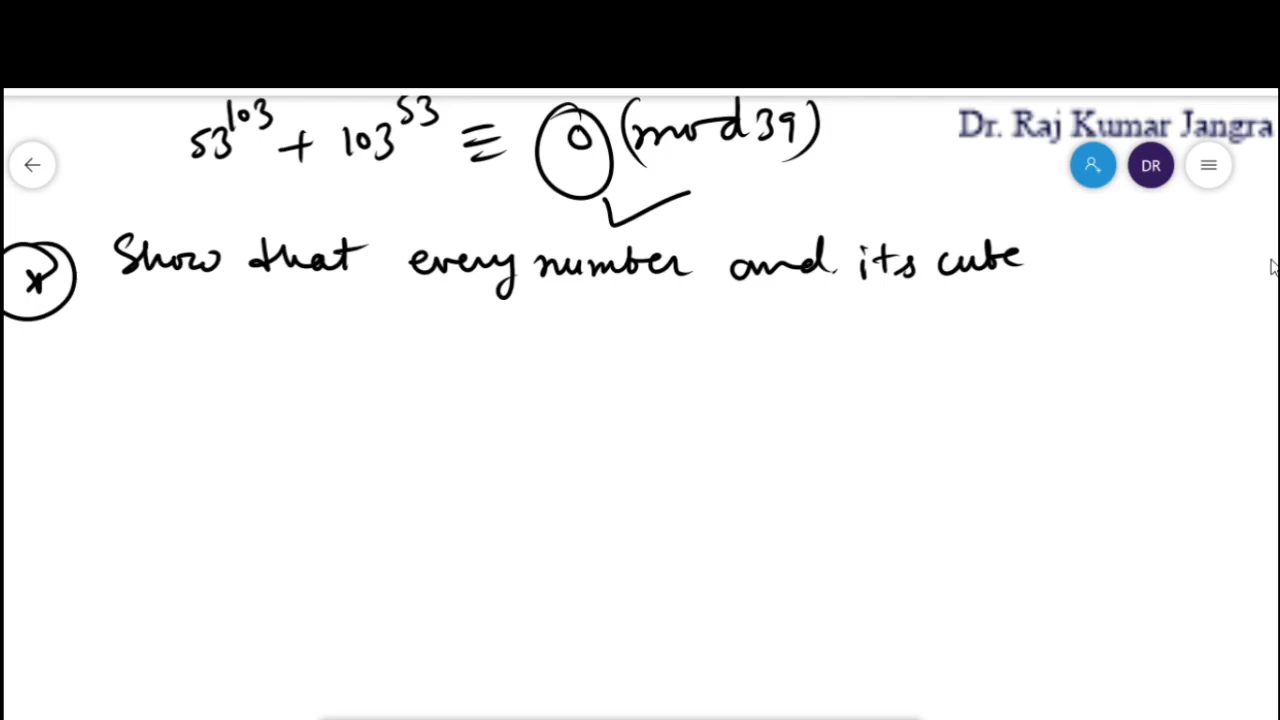 53^103 + 103^53 ≡ 0 (mod 39)
Dr. Raj Kumar Jangra
DR
* Show that every number and its cube